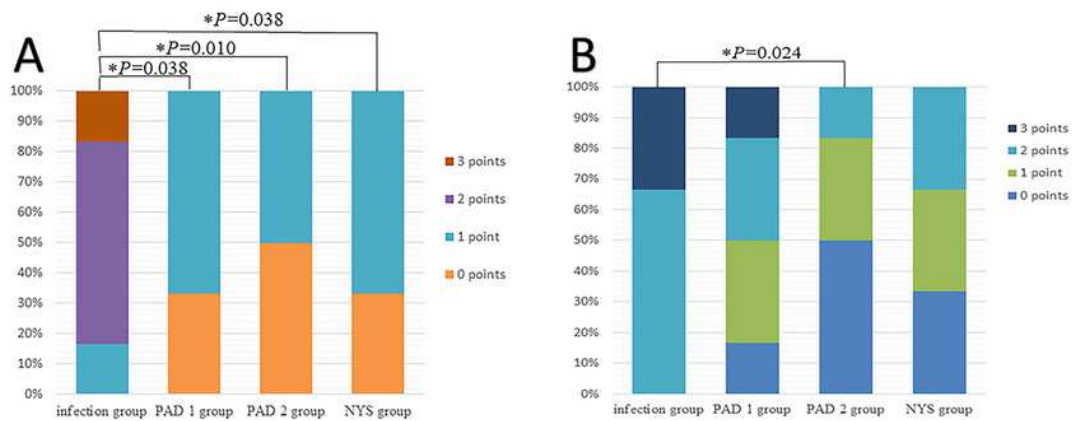 A
*P=0.038
*P=0.010
*P=0.038
100%
90%
80%
70%
60%
50%
40%
30%
20%
10%
0%
infection group PAD 1 group PAD 2 group NYS group
3 points
2 points
1 point
0 points
B
*P=0.024
100%
90%
80%
70%
60%
50%
40%
30%
20%
10%
0%
infection group PAD 1 group PAD 2 group NYS group
3 points
2 points
1 point
0 points